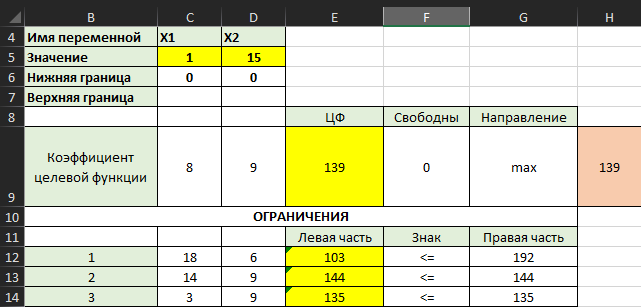 B C D E F G H
4 Имя переменной X1 X2
5 Значение 1 15
6 Нижняя граница 0 0
7 Верхняя граница
8 ЦФ Свободны Направление
Коэффициент
9 целевой функции 8 9 139 0 max 139
10 ОГРАНИЧЕНИЯ
11 Левая часть Знак Правая часть
12 1 18 6 103 <= 192
13 2 14 9 144 <= 144
14 3 3 9 135 <= 135